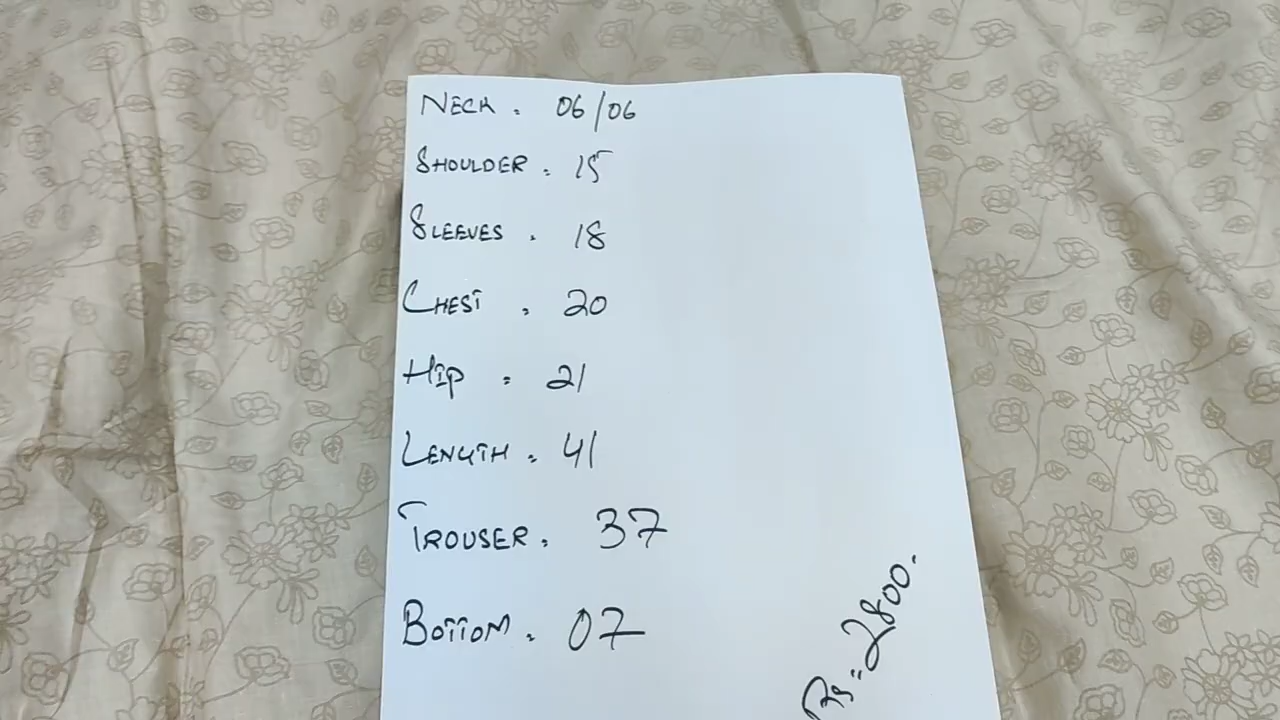 NECK = 06/06
SHOULDER = 15
SLEEVES = 18
CHEST = 20
HIP = 21
LENGTH = 41
TROUSER = 37
BOTTOM = 07
Rs = 2800.